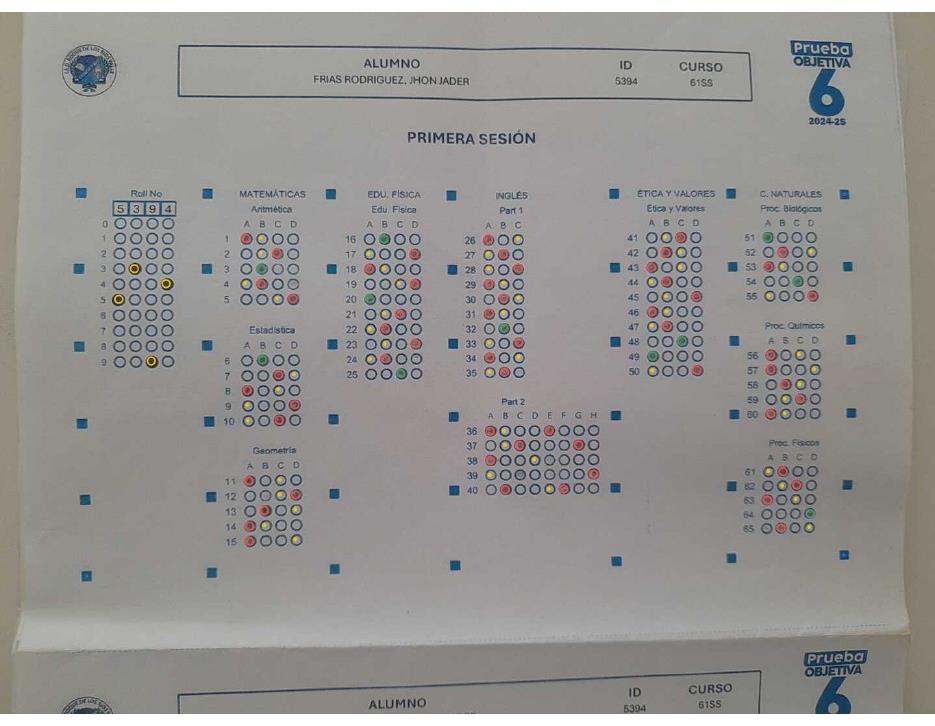 ALUMNO ID CURSO
FRIAS RODRIGUEZ, JHON JADER 5394 61SS
Prueba
OBJETIVA
6
2024-25
PRIMERA SESIÓN
Roll No
5 3 9 4
0
1
2
3
4
5
6
7
8
9
MATEMÁTICAS
Aritmética
A B C D
1
2
3
4
5
Estadística
A B C D
6
7
8
9
10
Geometría
A B C D
11
12
13
14
15
EDU. FÍSICA
Edu. Física
A B C D
16
17
18
19
20
21
22
23
24
25
INGLÉS
Part 1
A B C
26
27
28
29
30
31
32
33
34
35
Part 2
A B C D E F G H
36
37
38
39
40
ÉTICA Y VALORES
Ética y Valores
A B C D
41
42
43
44
45
46
47
48
49
50
C. NATURALES
Proc. Biológicos
A B C D
51
52
53
54
55
Proc. Químicos
A B C D
56
57
58
59
60
Proc. Físicos
A B C D
61
62
63
64
65
ALUMNO ID CURSO
5394 61SS
Prueba
OBJETIVA
6